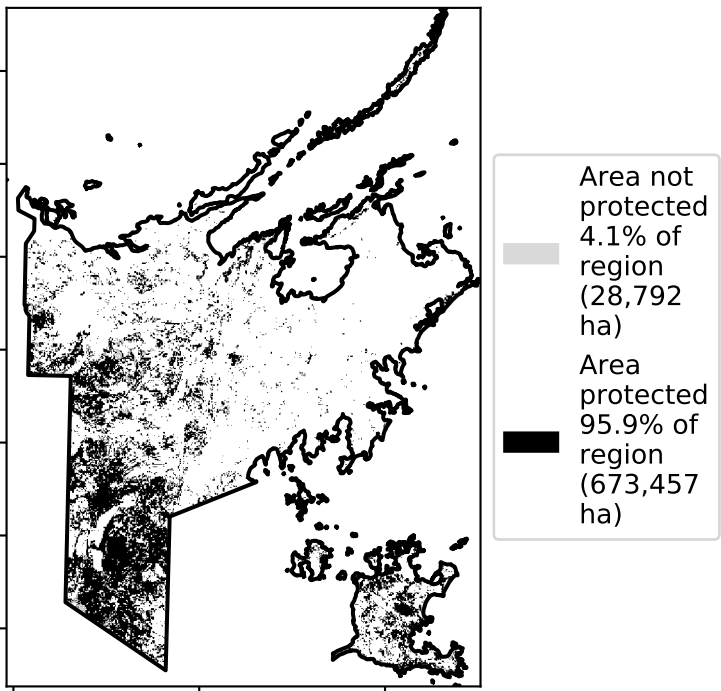 Area not
protected
4.1% of
region
(28,792
ha)
Area
protected
95.9% of
region
(673,457
ha)